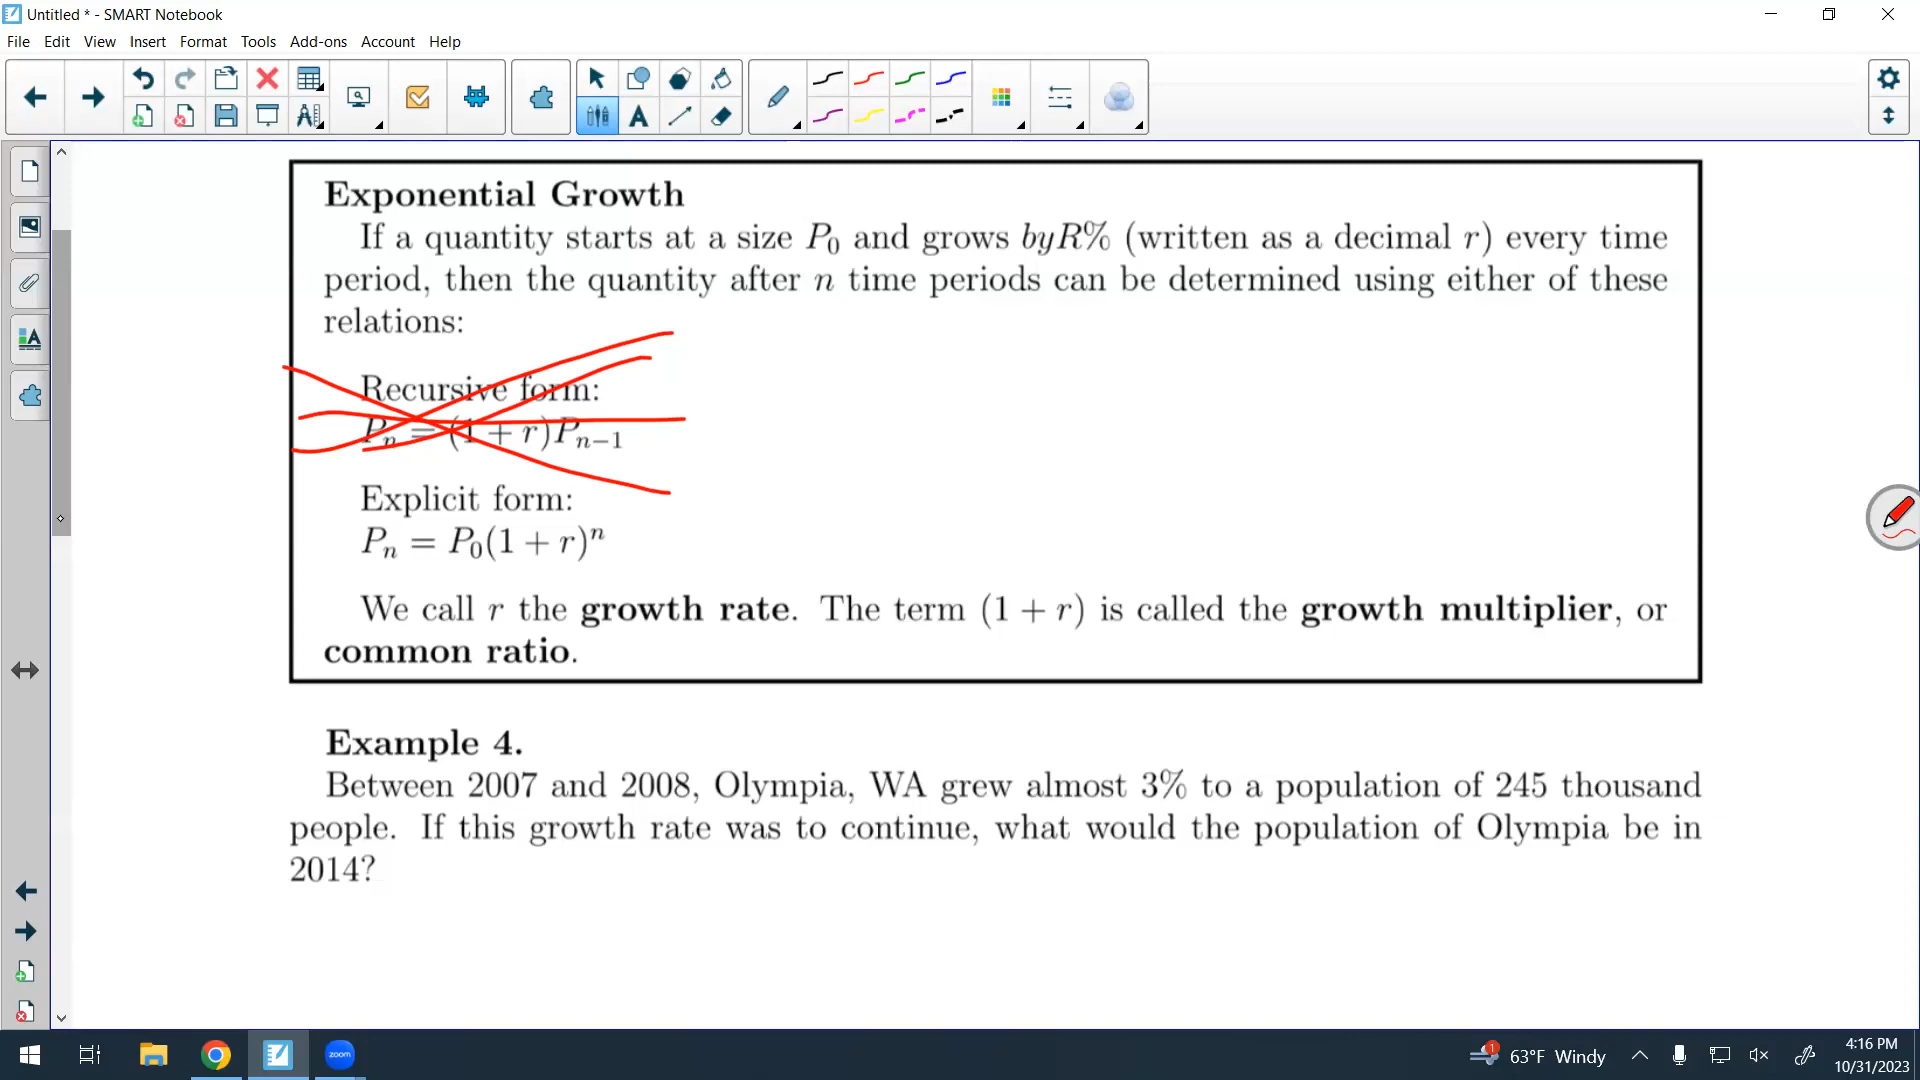 Untitled * - SMART Notebook
File Edit View Insert Format Tools Add-ons Account Help
Exponential Growth
If a quantity starts at a size P₀ and grows byR% (written as a decimal r) every time
period, then the quantity after n time periods can be determined using either of these
relations:
Recursive form:
Pₙ = (1 + r)Pₙ₋₁
Explicit form:
Pₙ = P₀(1 + r)ⁿ
We call r the growth rate. The term (1 + r) is called the growth multiplier, or
common ratio.
Example 4.
Between 2007 and 2008, Olympia, WA grew almost 3% to a population of 245 thousand
people. If this growth rate was to continue, what would the population of Olympia be in
2014?
zoom
1
63°F Windy
4:16 PM
10/31/2023